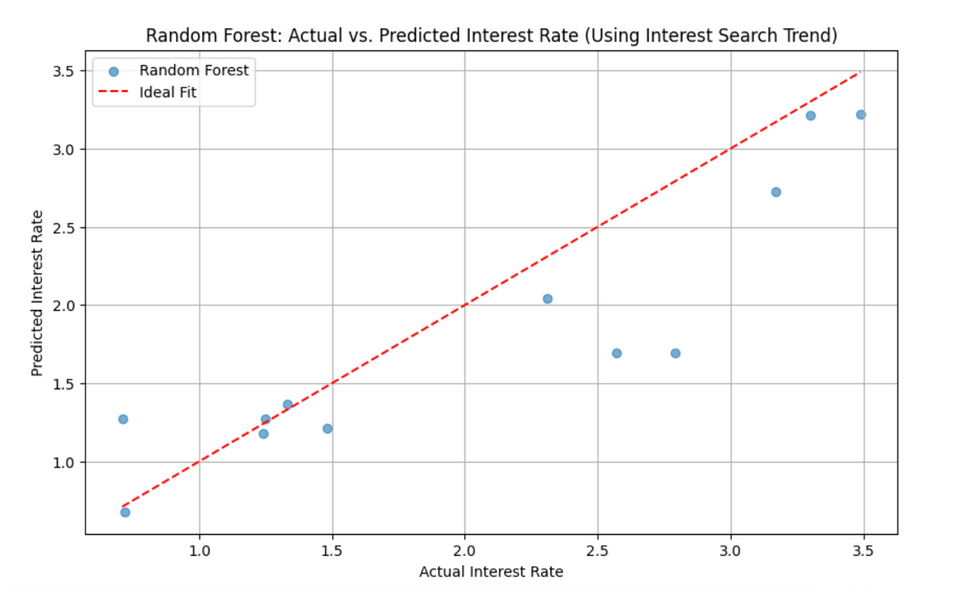 Random Forest: Actual vs. Predicted Interest Rate (Using Interest Search Trend)
Random Forest
Ideal Fit
3.5
3.0
2.5
2.0
1.5
1.0
Predicted Interest Rate
1.0 1.5 2.0 2.5 3.0 3.5
Actual Interest Rate